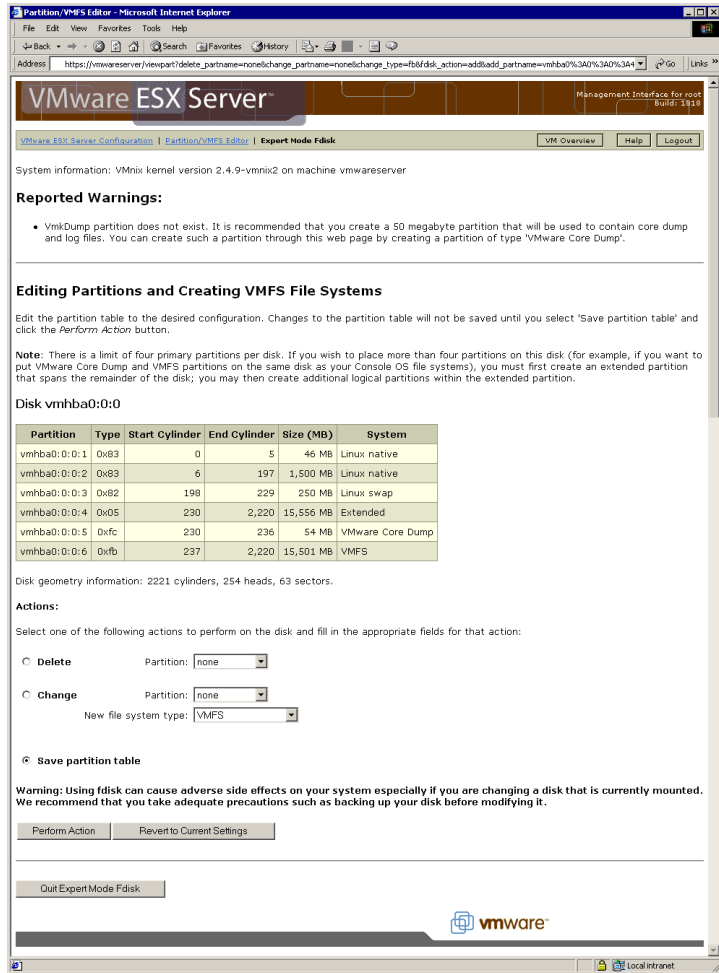 Partition/VMFS Editor - Microsoft Internet Explorer
File Edit View Favorites Tools Help
Back Search Favorites History
Address https://vmwareserver/viewpart?delete_partname=none&change_partname=none&change_type=fb&fdisk_action=add&add_partname=vmhba0%3A0%3A0%3A4 Go Links »
VMware ESX Server™
Management Interface for root
Build: 1818
VMware ESX Server Configuration | Partition/VMFS Editor | Expert Mode Fdisk VM Overview Help Logout
System information: VMnix kernel version 2.4.9-vmnix2 on machine vmwareserver
Reported Warnings:
• VmkDump partition does not exist. It is recommended that you create a 50 megabyte partition that will be used to contain core dump
and log files. You can create such a partition through this web page by creating a partition of type 'VMware Core Dump'.
Editing Partitions and Creating VMFS File Systems
Edit the partition table to the desired configuration. Changes to the partition table will not be saved until you select 'Save partition table' and
click the Perform Action button.
Note: There is a limit of four primary partitions per disk. If you wish to place more than four partitions on this disk (for example, if you want to
put VMware Core Dump and VMFS partitions on the same disk as your Console OS file systems), you must first create an extended partition
that spans the remainder of the disk; you may then create additional logical partitions within the extended partition.
Disk vmhba0:0:0
Partition Type Start Cylinder End Cylinder Size (MB) System
vmhba0:0:0:1 0x83 0 5 46 MB Linux native
vmhba0:0:0:2 0x83 6 197 1,500 MB Linux native
vmhba0:0:0:3 0x82 198 229 250 MB Linux swap
vmhba0:0:0:4 0x05 230 2,220 15,556 MB Extended
vmhba0:0:0:5 0xfc 230 236 54 MB VMware Core Dump
vmhba0:0:0:6 0xfb 237 2,220 15,501 MB VMFS
Disk geometry information: 2221 cylinders, 254 heads, 63 sectors.
Actions:
Select one of the following actions to perform on the disk and fill in the appropriate fields for that action:
Delete Partition: none
Change Partition: none
New file system type: VMFS
Save partition table
Warning: Using fdisk can cause adverse side effects on your system especially if you are changing a disk that is currently mounted.
We recommend that you take adequate precautions such as backing up your disk before modifying it.
Perform Action Revert to Current Settings
Quit Expert Mode Fdisk
vmware™
Local intranet